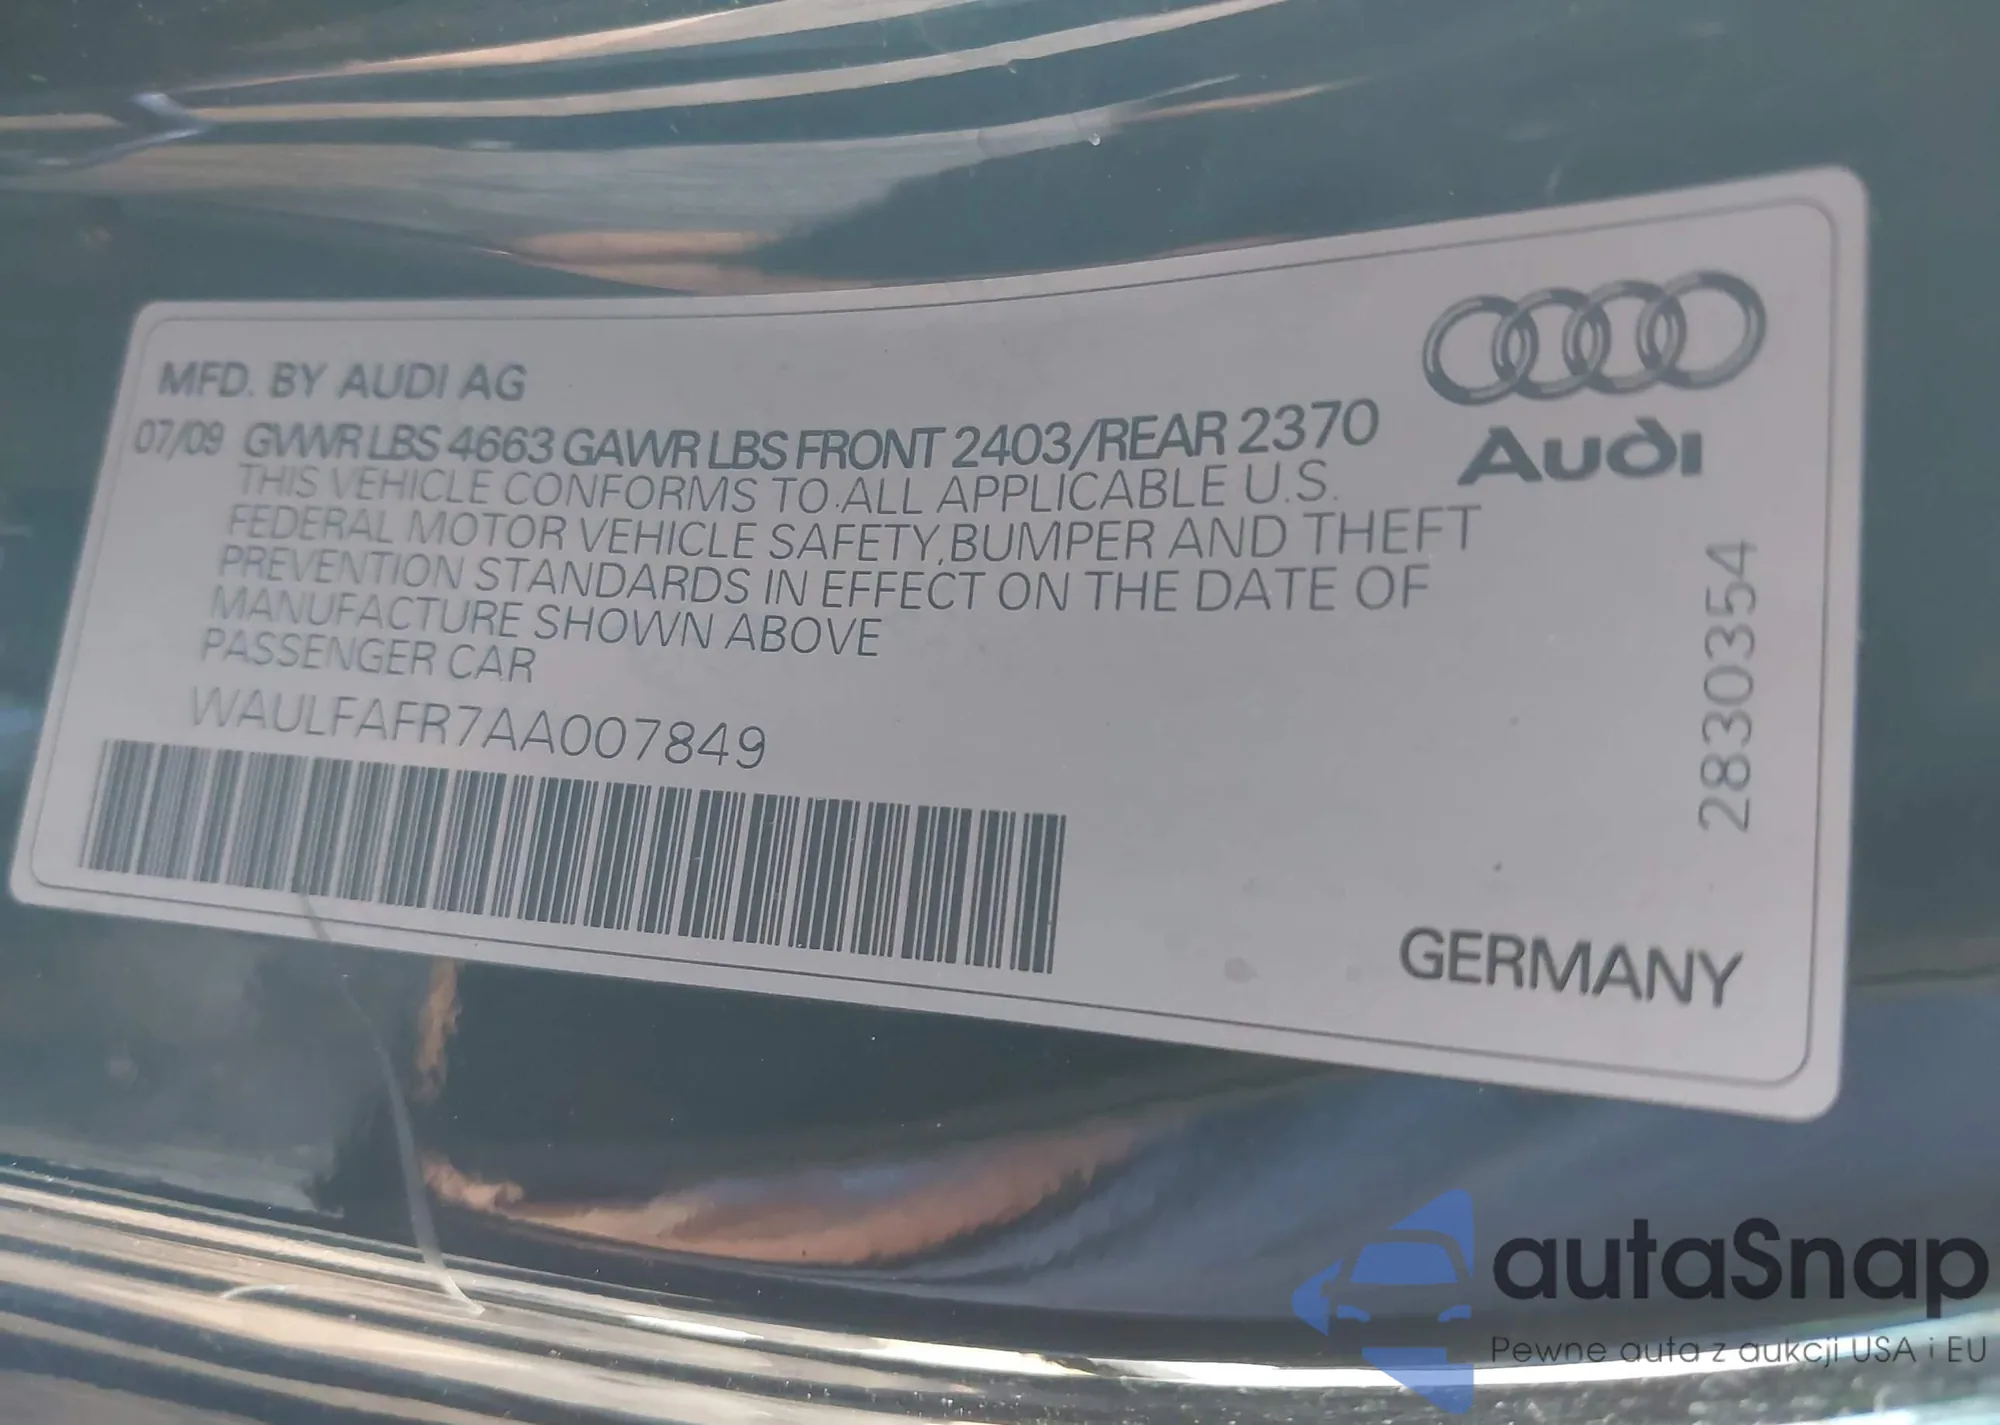 MFD. BY AUDI AG
07/09 GVWR LBS 4663 GAWR LBS FRONT 2403/REAR 2370
THIS VEHICLE CONFORMS TO ALL APPLICABLE U.S.
FEDERAL MOTOR VEHICLE SAFETY, BUMPER AND THEFT
PREVENTION STANDARDS IN EFFECT ON THE DATE OF
MANUFACTURE SHOWN ABOVE
PASSENGER CAR
WAULFAFR7AA007849
Audi
2830354
GERMANY
autaSnap
Pewne auta z aukcji USA i EU